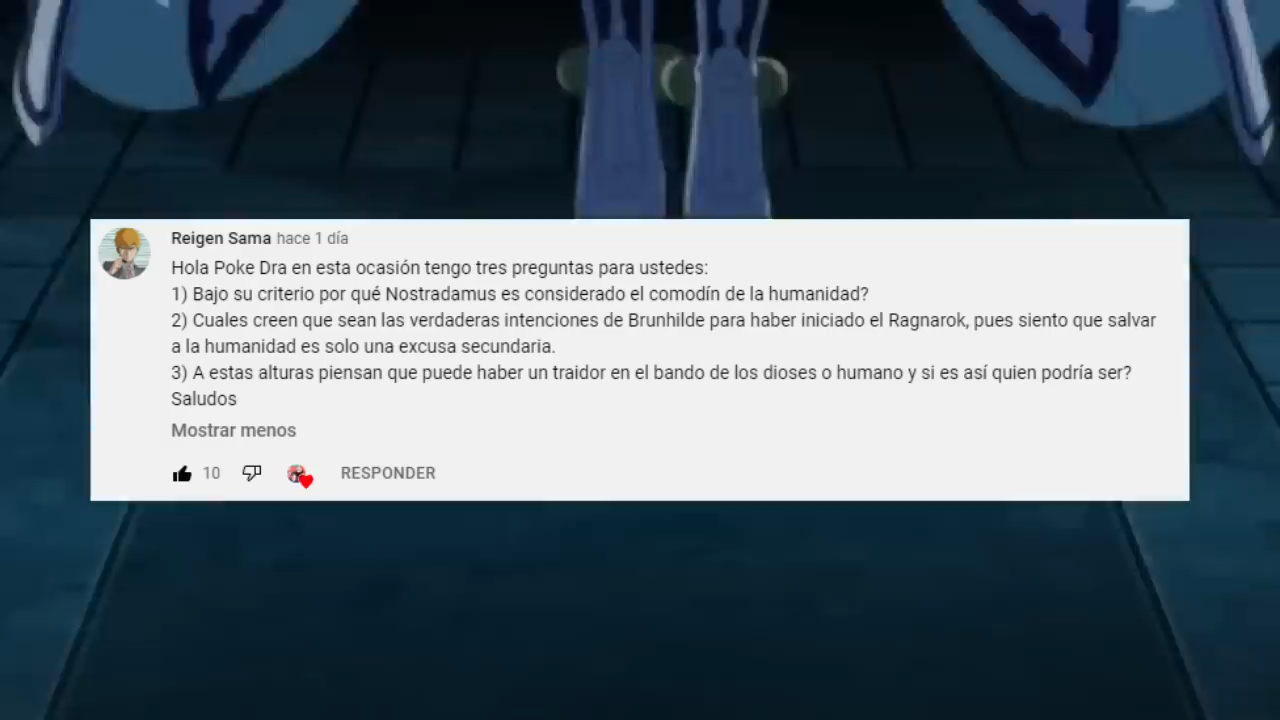 Reigen Sama hace 1 día
Hola Poke Dra en esta ocasión tengo tres preguntas para ustedes:
1) Bajo su criterio por qué Nostradamus es considerado el comodín de la humanidad?
2) Cuales creen que sean las verdaderas intenciones de Brunhilde para haber iniciado el Ragnarok, pues siento que salvar
a la humanidad es solo una excusa secundaria.
3) A estas alturas piensan que puede haber un traidor en el bando de los dioses o humano y si es así quien podría ser?
Saludos
Mostrar menos
10 RESPONDER